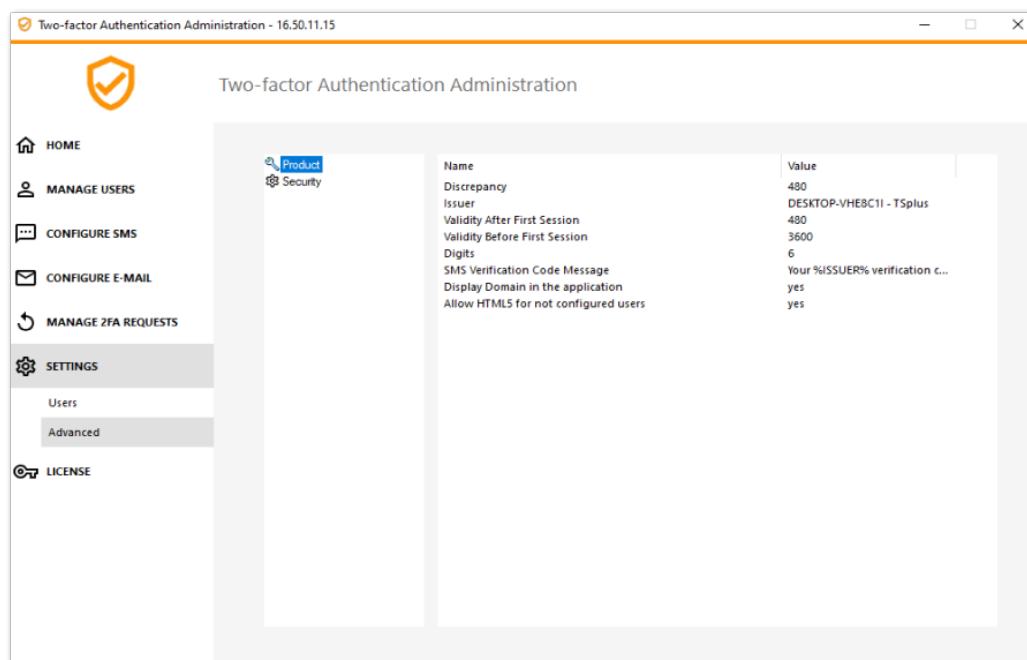 Two-factor Authentication Administration - 16.50.11.15
Two-factor Authentication Administration
HOME
MANAGE USERS
CONFIGURE SMS
CONFIGURE E-MAIL
MANAGE 2FA REQUESTS
SETTINGS
Users
Advanced
LICENSE
Product
Security
Name Value
Discrepancy 480
Issuer DESKTOP-VHE8C1I - TSplus
Validity After First Session 480
Validity Before First Session 3600
Digits 6
SMS Verification Code Message Your %ISSUER% verification c...
Display Domain in the application yes
Allow HTML5 for not configured users yes